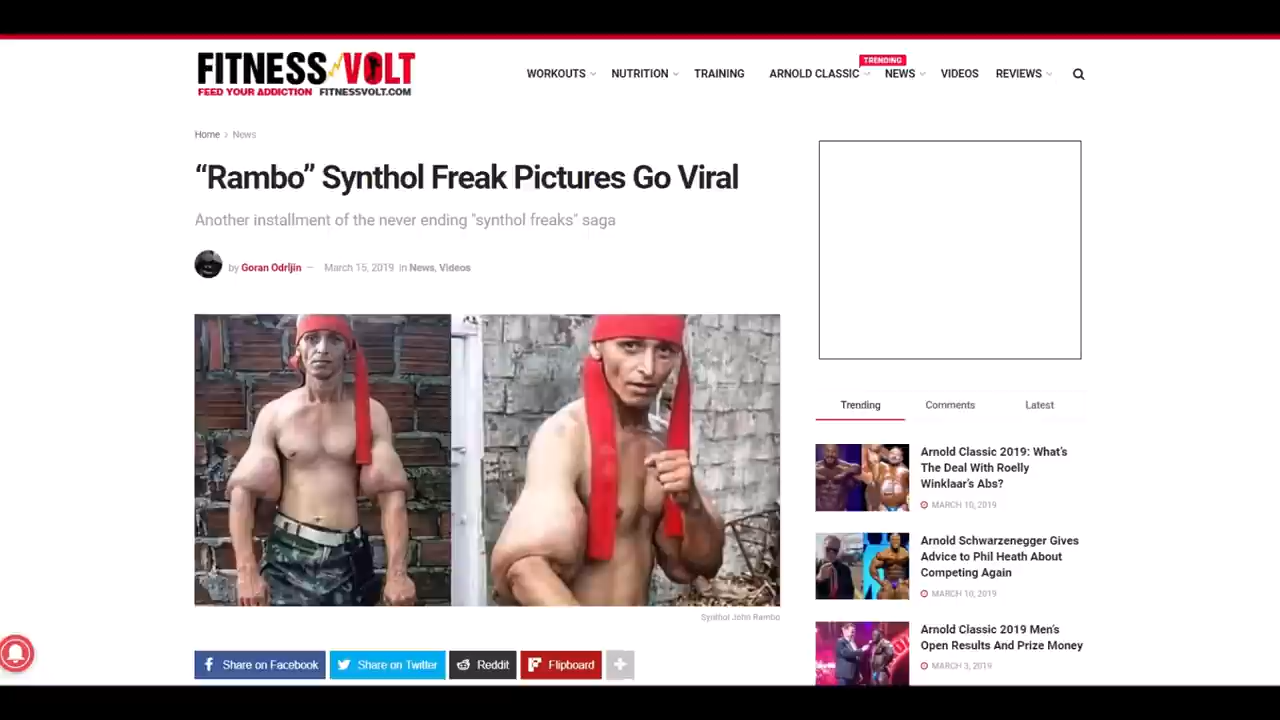 FITNESS VOLT
FEED YOUR ADDICTION FITNESSVOLT.COM
TRENDING
WORKOUTS NUTRITION TRAINING ARNOLD CLASSIC NEWS VIDEOS REVIEWS
Home > News
“Rambo” Synthol Freak Pictures Go Viral
Another installment of the never ending "synthol freaks" saga
by Goran Odrljin — March 15, 2019 in News, Videos
Synthol John Rambo
Share on Facebook
Share on Twitter
Reddit
Flipboard
Trending Comments Latest
Arnold Classic 2019: What's
The Deal With Roelly
Winklaar's Abs?
MARCH 10, 2019
Arnold Schwarzenegger Gives
Advice to Phil Heath About
Competing Again
MARCH 10, 2019
Arnold Classic 2019 Men's
Open Results And Prize Money
MARCH 3, 2019